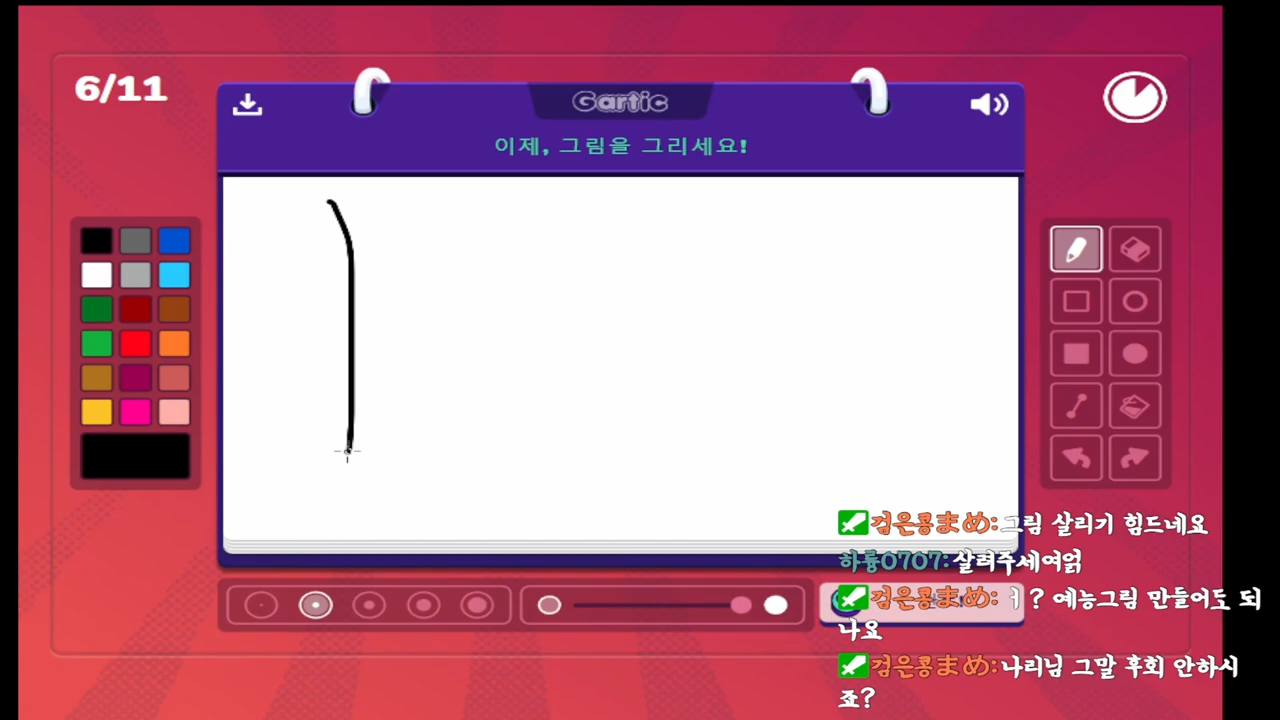 6/11
Gartic
이제, 그림을 그리세요!
검은콩まめ: 그림 살리기 힘드네요
하룡0707: 살려주세여얽
검은콩まめ: ㅓ? 예능그림 만들어도 되
나요
검은콩まめ: 나리님 그말 후회 안하시
죠?